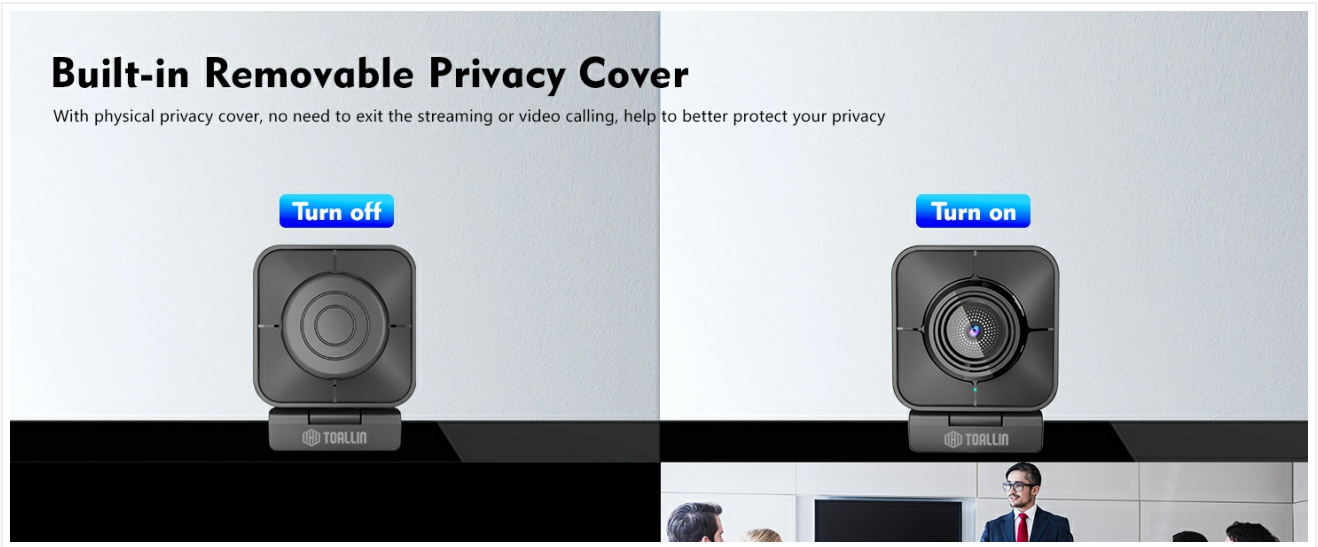 Built-in Removable Privacy Cover
With physical privacy cover, no need to exit the streaming or video calling, help to better protect your privacy
Turn off
Turn on
TOALLIN
TOALLIN